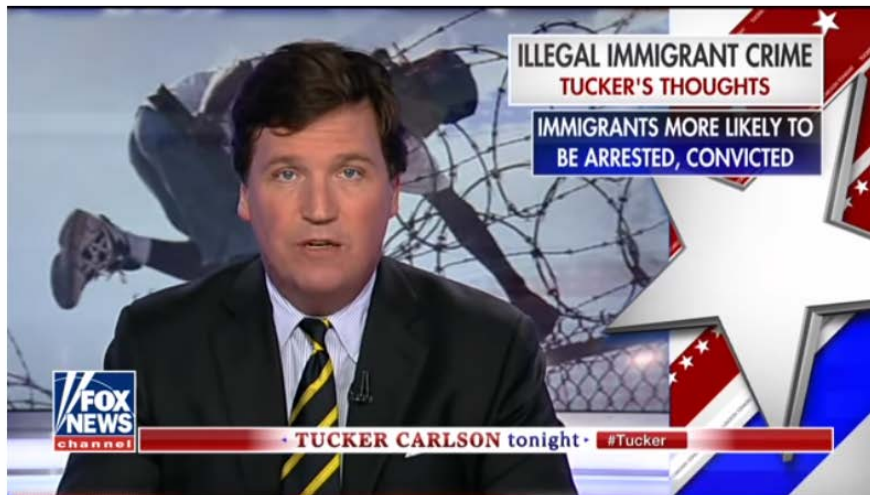 ILLEGAL IMMIGRANT CRIME
TUCKER'S THOUGHTS
IMMIGRANTS MORE LIKELY TO
BE ARRESTED, CONVICTED
FOX
NEWS
channel
TUCKER CARLSON tonight
#Tucker